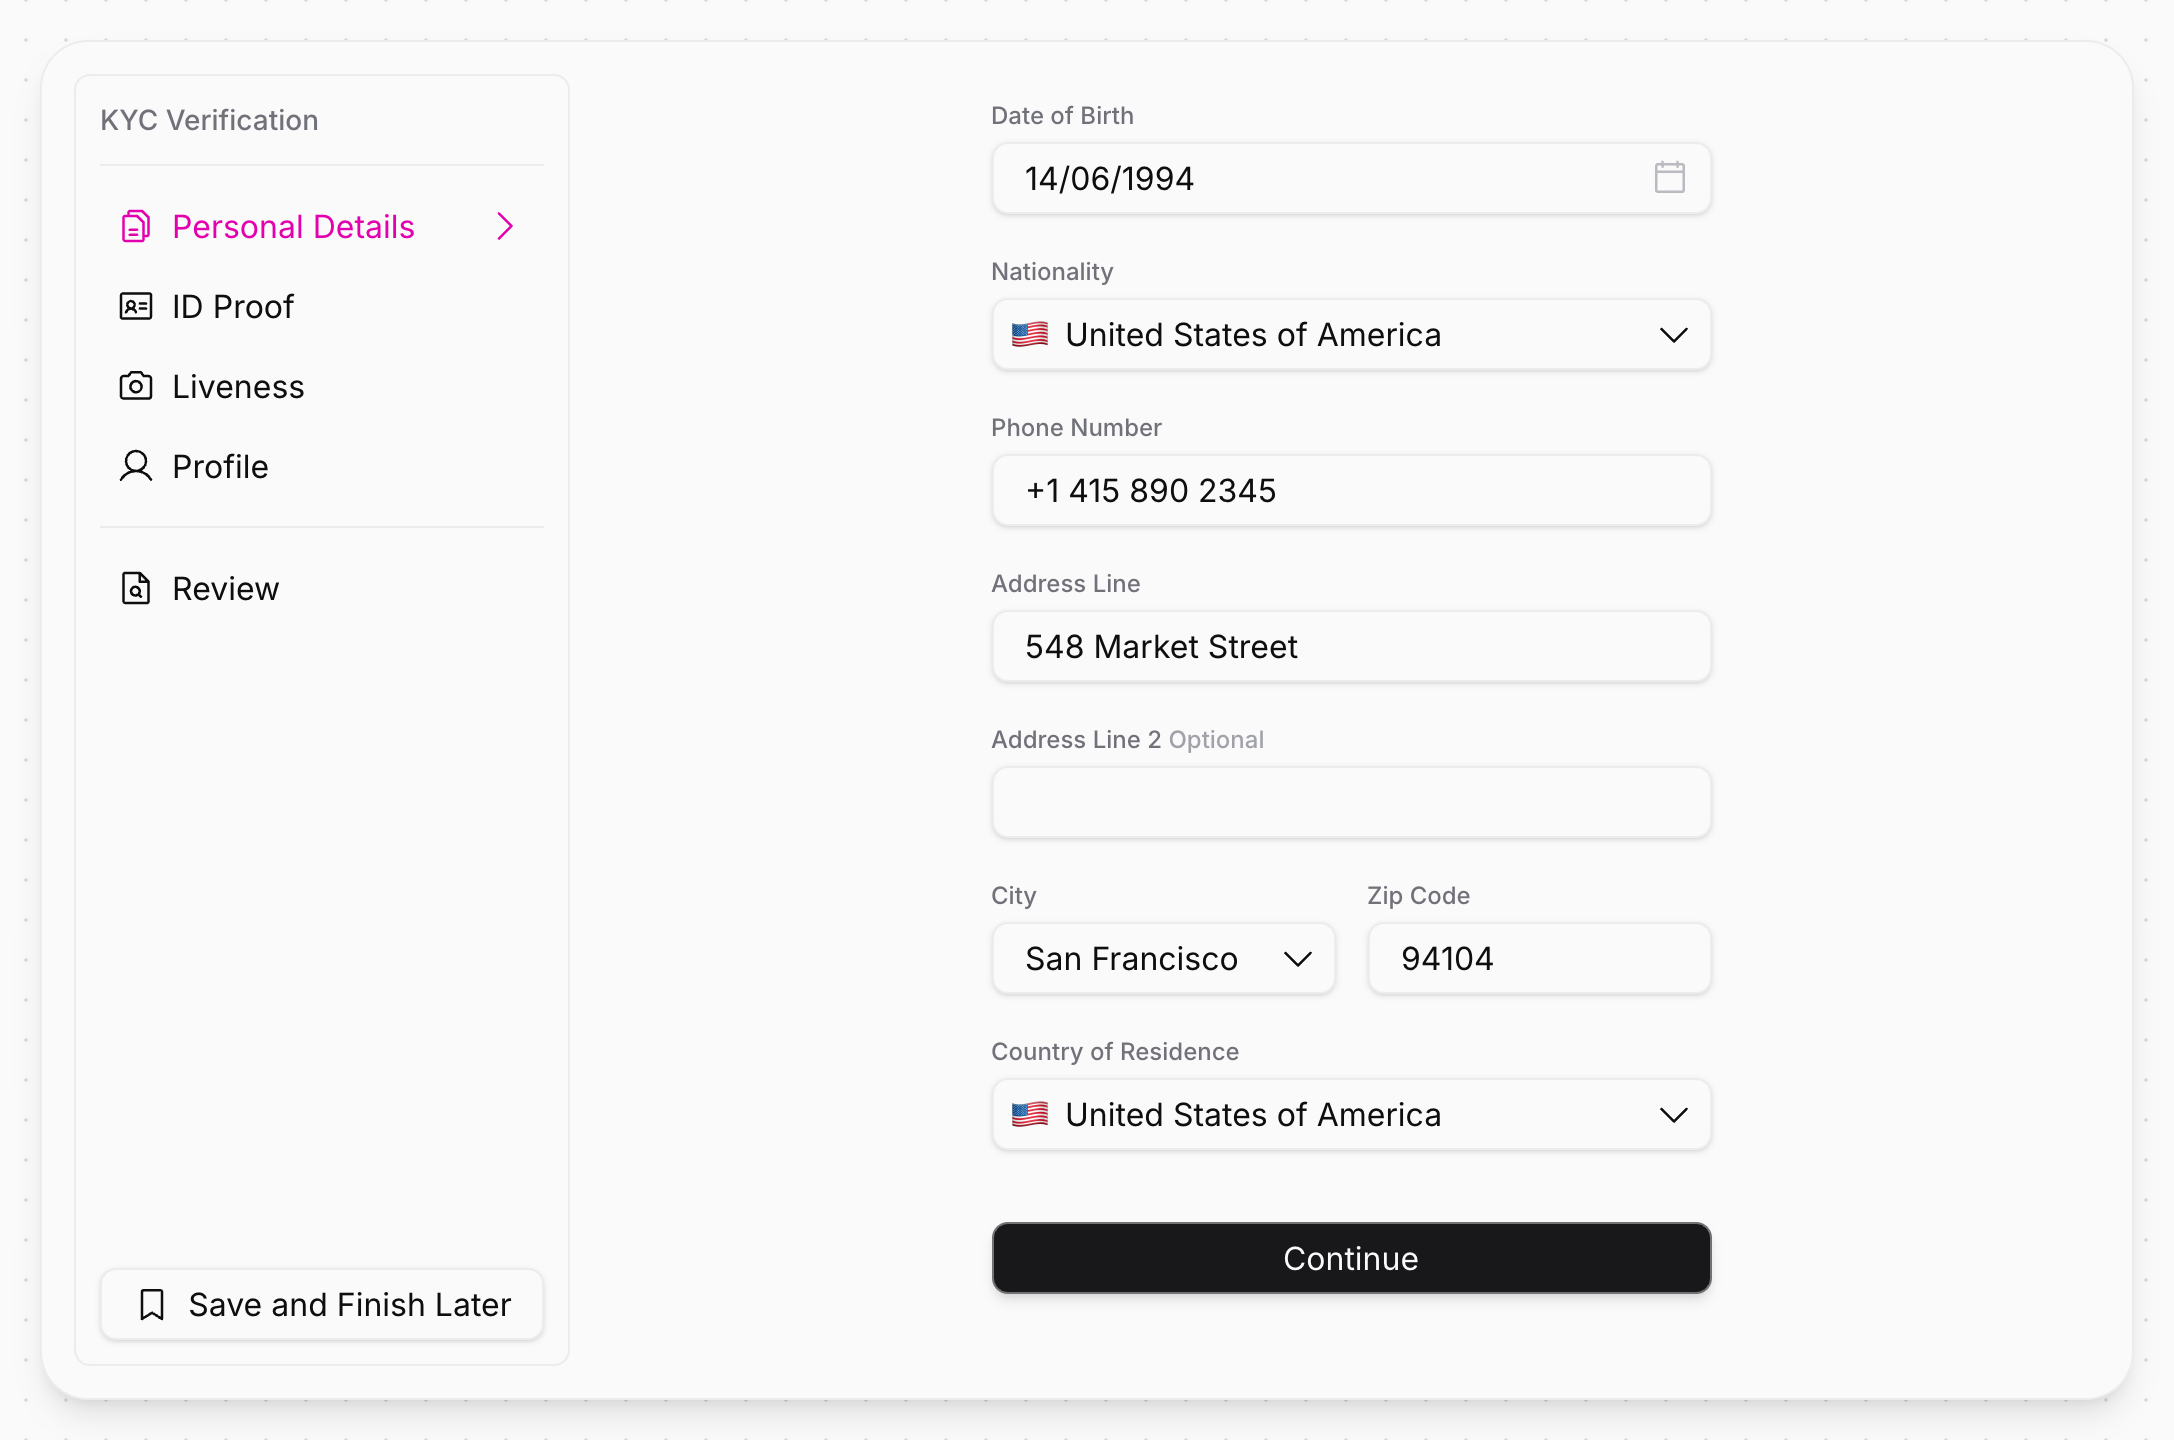 KYC Verification
Personal Details
ID Proof
Liveness
Profile
Review
Save and Finish Later
Date of Birth
14/06/1994
Nationality
United States of America
Phone Number
+1 415 890 2345
Address Line
548 Market Street
Address Line 2 Optional
City
San Francisco
Zip Code
94104
Country of Residence
United States of America
Continue